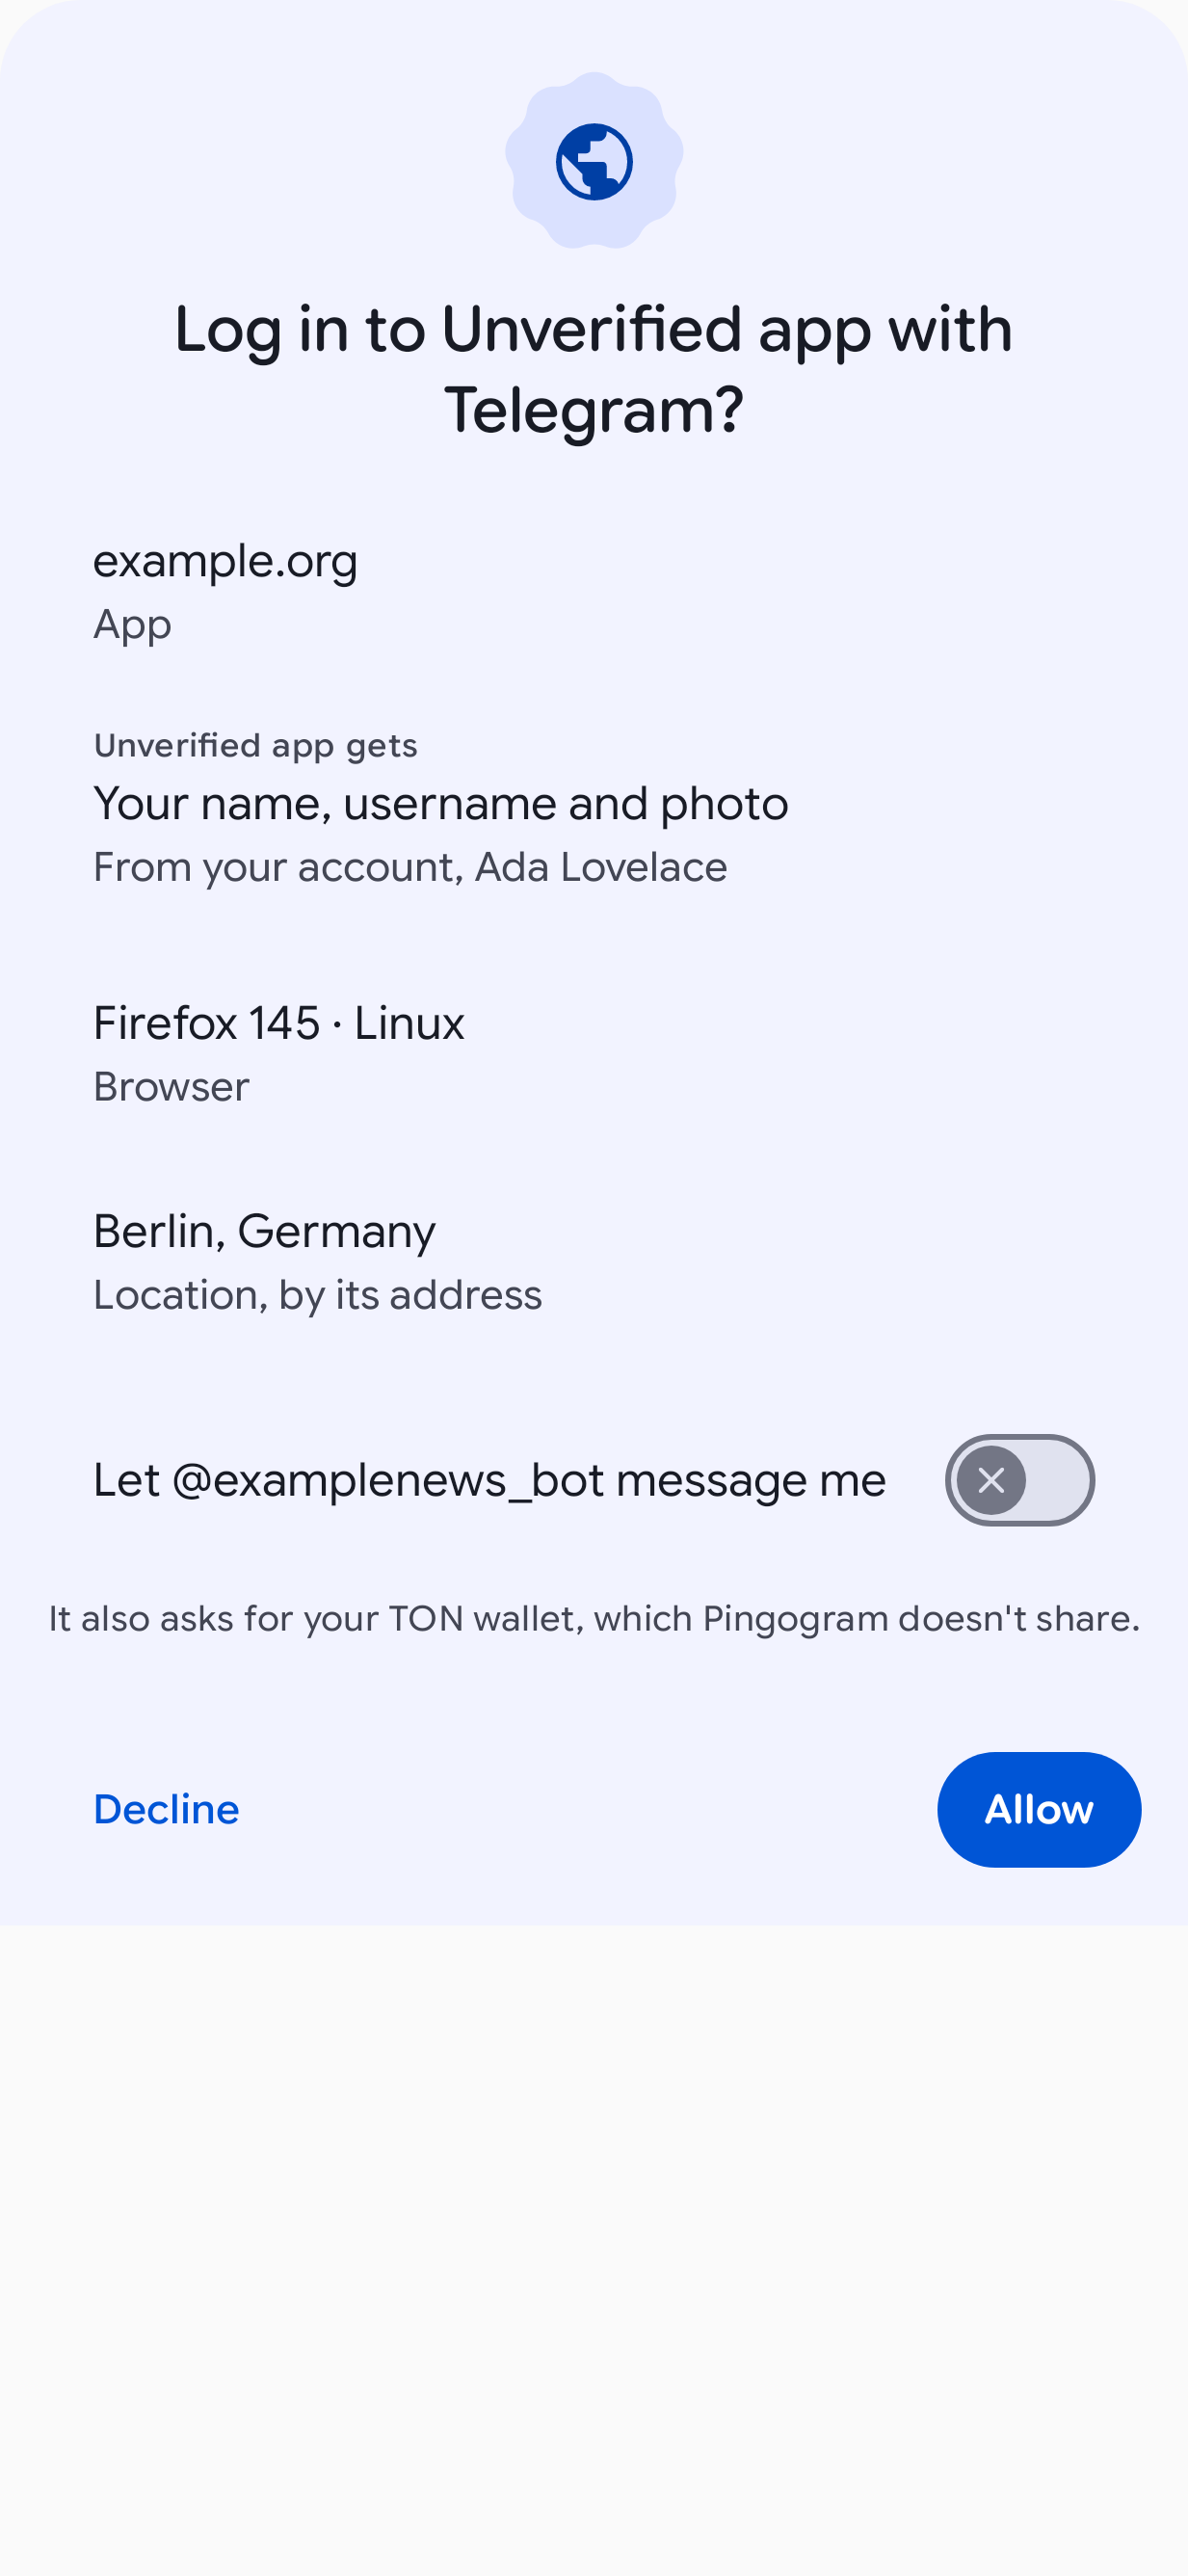 Log in to Unverified app with
Telegram?
example.org
App
Unverified app gets
Your name, username and photo
From your account, Ada Lovelace
Firefox 145 · Linux
Browser
Berlin, Germany
Location, by its address
Let @examplenews_bot message me
It also asks for your TON wallet, which Pingogram doesn't share.
Decline
Allow